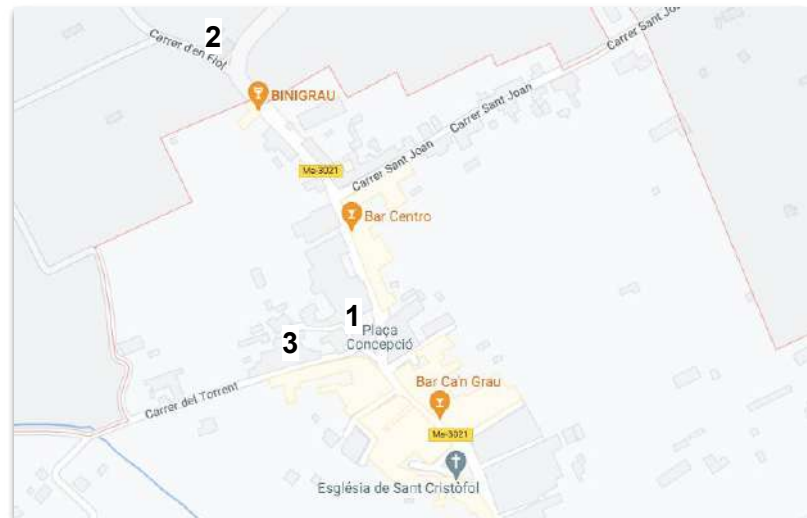 2
Carrer d'en Fiol
BINIGRAU
Carrer Sant Joan
Carrer Sant Joan
Carrer Sant Joan
Ma-3021
Bar Centro
1
Plaça
Concepció
3
Bar Ca'n Grau
Carrer del Torrent
Ma-3021
Església de Sant Cristòfol